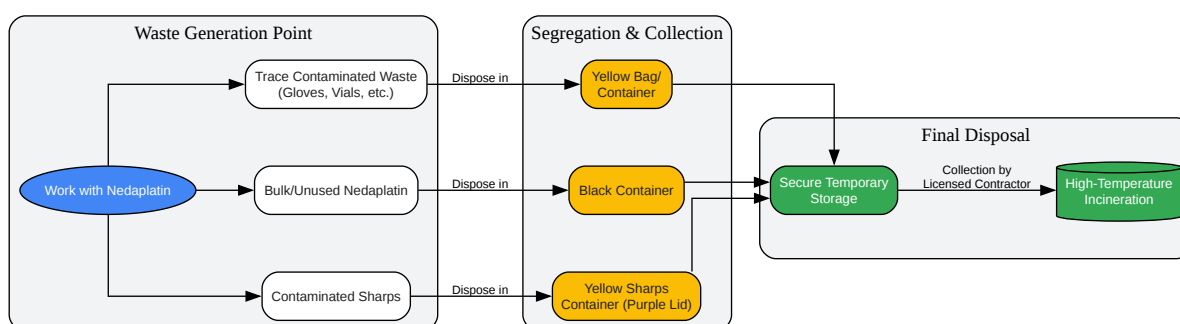 Waste Generation Point
Segregation & Collection
Trace Contaminated Waste
(Gloves, Vials, etc.)
Dispose in
Yellow Bag/
Container
Final Disposal
Work with Nedaplatin
Bulk/Unused Nedaplatin
Dispose in
Black Container
Secure Temporary
Storage
Collection by
Licensed Contractor
High-Temperature
Incineration
Contaminated Sharps
Dispose in
Yellow Sharps
Container (Purple Lid)